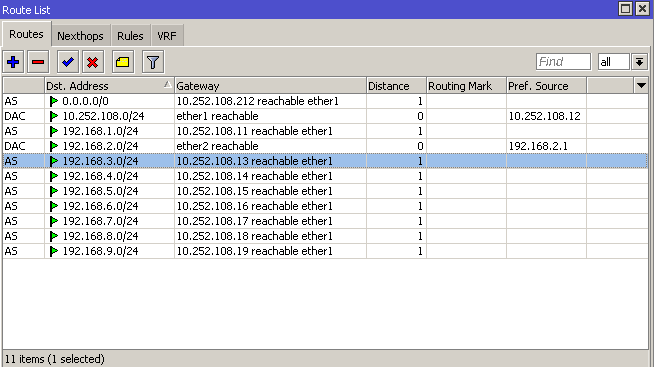 Route List
Routes Nexthops Rules VRF
Find all
Dst. Address Gateway Distance Routing Mark Pref. Source
AS 0.0.0.0/0 10.252.108.212 reachable ether1 1
DAC 10.252.108.0/24 ether1 reachable 0 10.252.108.12
AS 192.168.1.0/24 10.252.108.11 reachable ether1 1
DAC 192.168.2.0/24 ether2 reachable 0 192.168.2.1
AS 192.168.3.0/24 10.252.108.13 reachable ether1 1
AS 192.168.4.0/24 10.252.108.14 reachable ether1 1
AS 192.168.5.0/24 10.252.108.15 reachable ether1 1
AS 192.168.6.0/24 10.252.108.16 reachable ether1 1
AS 192.168.7.0/24 10.252.108.17 reachable ether1 1
AS 192.168.8.0/24 10.252.108.18 reachable ether1 1
AS 192.168.9.0/24 10.252.108.19 reachable ether1 1
11 items (1 selected)